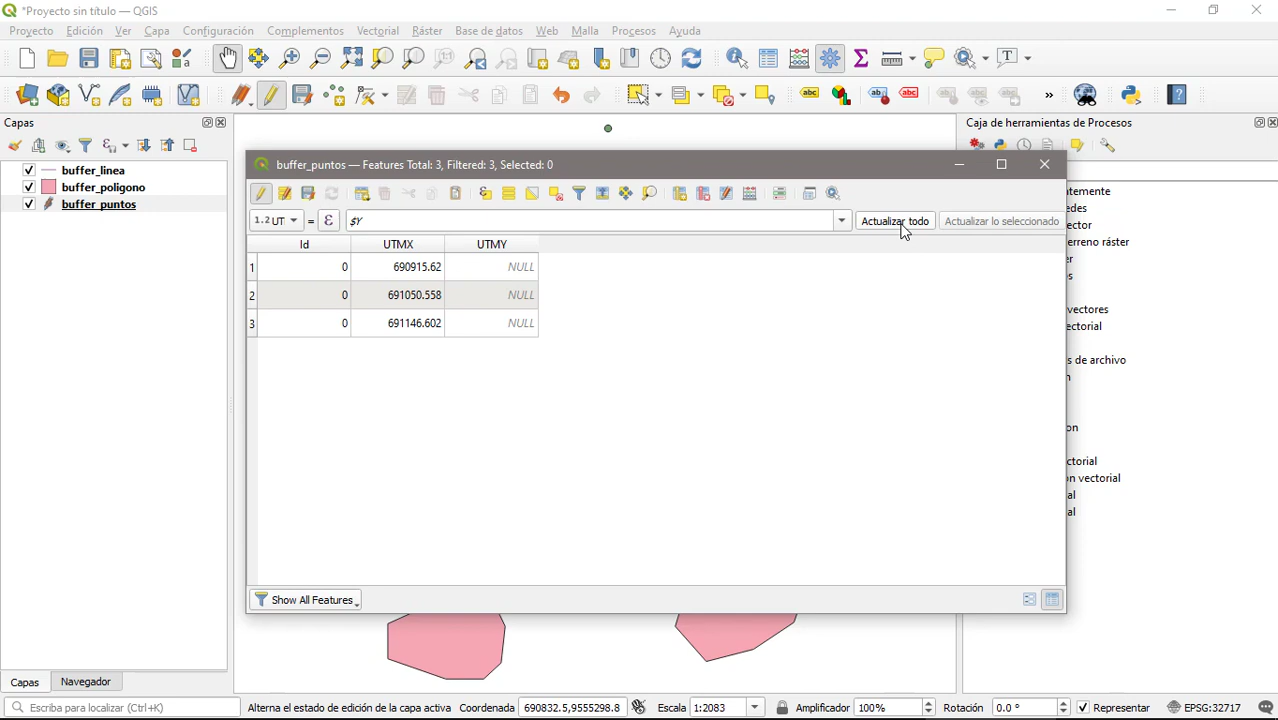 *Proyecto sin título — QGIS
Proyecto Edición Ver Capa Configuración Complementos Vectorial Ráster Base de datos Web Malla Procesos Ayuda
Capas
Caja de herramientas de Procesos
buffer_linea
buffer_poligono
buffer_puntos
buffer_puntos — Features Total: 3, Filtered: 3, Selected: 0
1.2 UT = ε $Y Actualizar todo Actualizar lo seleccionado
Id UTMX UTMY
1 0 690915.62 NULL
2 0 691050.558 NULL
3 0 691146.602 NULL
ntemente
edes
ector
erreno ráster
er
s
vectores
ectorial
s de archivo
n
on
ctorial
on vectorial
al
al
Show All Features
Capas Navegador
Escriba para localizar (Ctrl+K) Alterna el estado de edición de la capa activa Coordenada 690832.5,9555298.8 Escala 1:2083 Amplificador 100% Rotación 0.0 ° Representar EPSG:32717